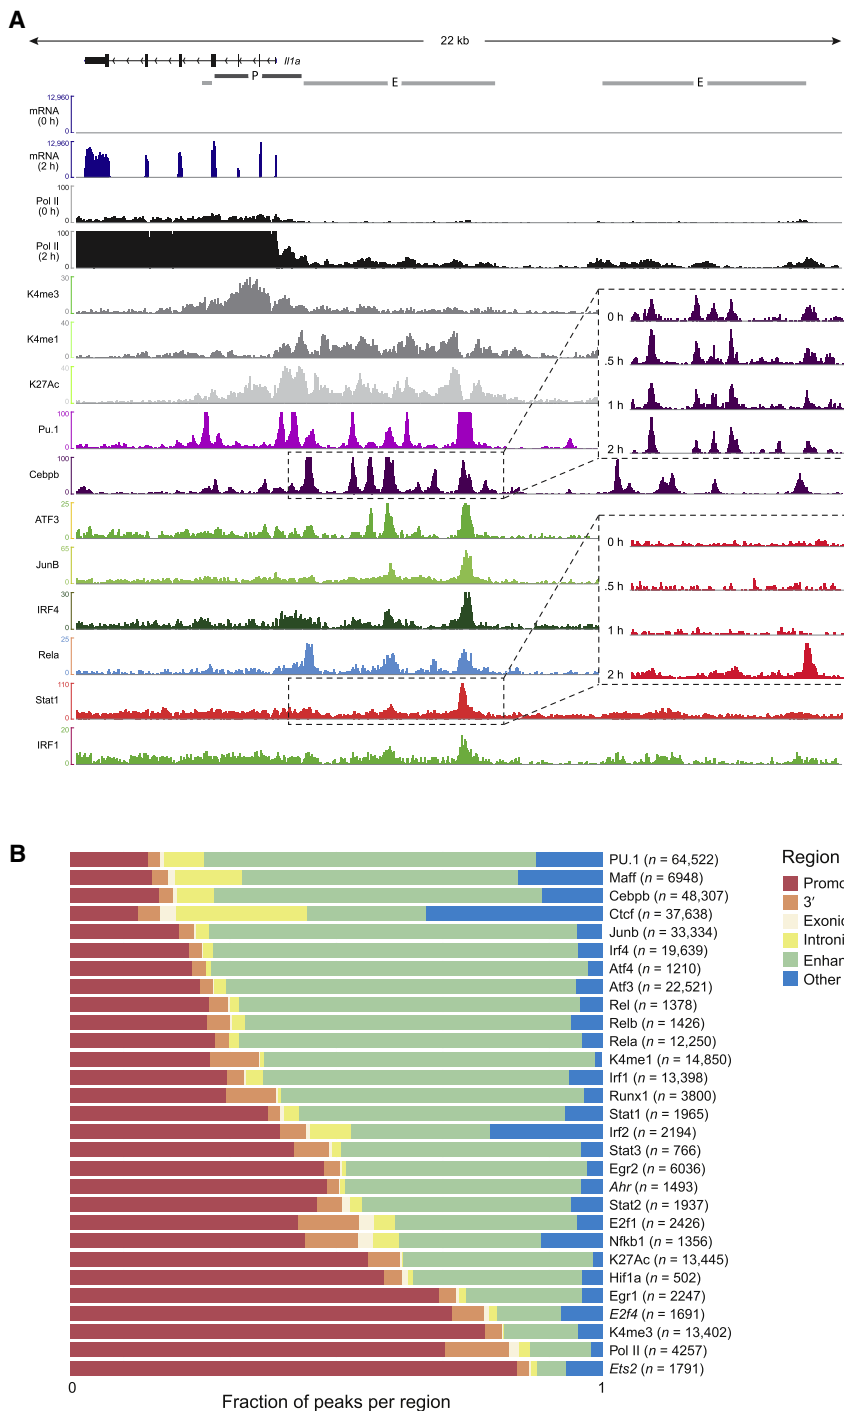 A
22 kb
Il1a
P
E
E
mRNA
(0 h)
12,960
0
mRNA
(2 h)
12,960
0
Pol II
(0 h)
100
0
Pol II
(2 h)
100
0
K4me3
30
0
K4me1
40
0
K27Ac
40
0
Pu.1
100
0
Cebpb
100
0
ATF3
25
0
JunB
65
0
IRF4
30
0
Rela
25
0
Stat1
110
0
IRF1
20
0
0 h
.5 h
1 h
2 h
0 h
.5 h
1 h
2 h
B
PU.1 (n = 64,522)
Maff (n = 6948)
Cebpb (n = 48,307)
Ctcf (n = 37,638)
Junb (n = 33,334)
Irf4 (n = 19,639)
Atf4 (n = 1210)
Atf3 (n = 22,521)
Rel (n = 1378)
Relb (n = 1426)
Rela (n = 12,250)
K4me1 (n = 14,850)
Irf1 (n = 13,398)
Runx1 (n = 3800)
Stat1 (n = 1965)
Irf2 (n = 2194)
Stat3 (n = 766)
Egr2 (n = 6036)
Ahr (n = 1493)
Stat2 (n = 1937)
E2f1 (n = 2426)
Nfkb1 (n = 1356)
K27Ac (n = 13,445)
Hif1a (n = 502)
Egr1 (n = 2247)
E2f4 (n = 1691)
K4me3 (n = 13,402)
Pol II (n = 4257)
Ets2 (n = 1791)
0
1
Fraction of peaks per region
Region
Promo
3′
Exonic
Introni
Enhan
Other